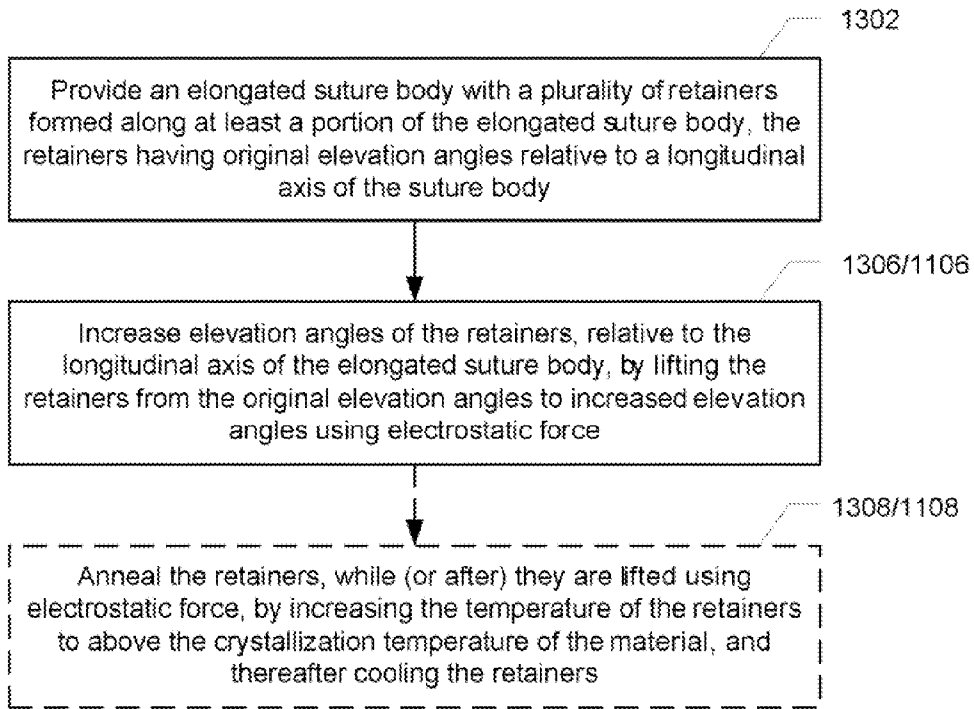 1302
Provide an elongated suture body with a plurality of retainers
formed along at least a portion of the elongated suture body, the
retainers having original elevation angles relative to a longitudinal
axis of the suture body
1306/1106
Increase elevation angles of the retainers, relative to the
longitudinal axis of the elongated suture body, by lifting the
retainers from the original elevation angles to increased elevation
angles using electrostatic force
1308/1108
Anneal the retainers, while (or after) they are lifted using
electrostatic force, by increasing the temperature of the retainers
to above the crystallization temperature of the material, and
thereafter cooling the retainers